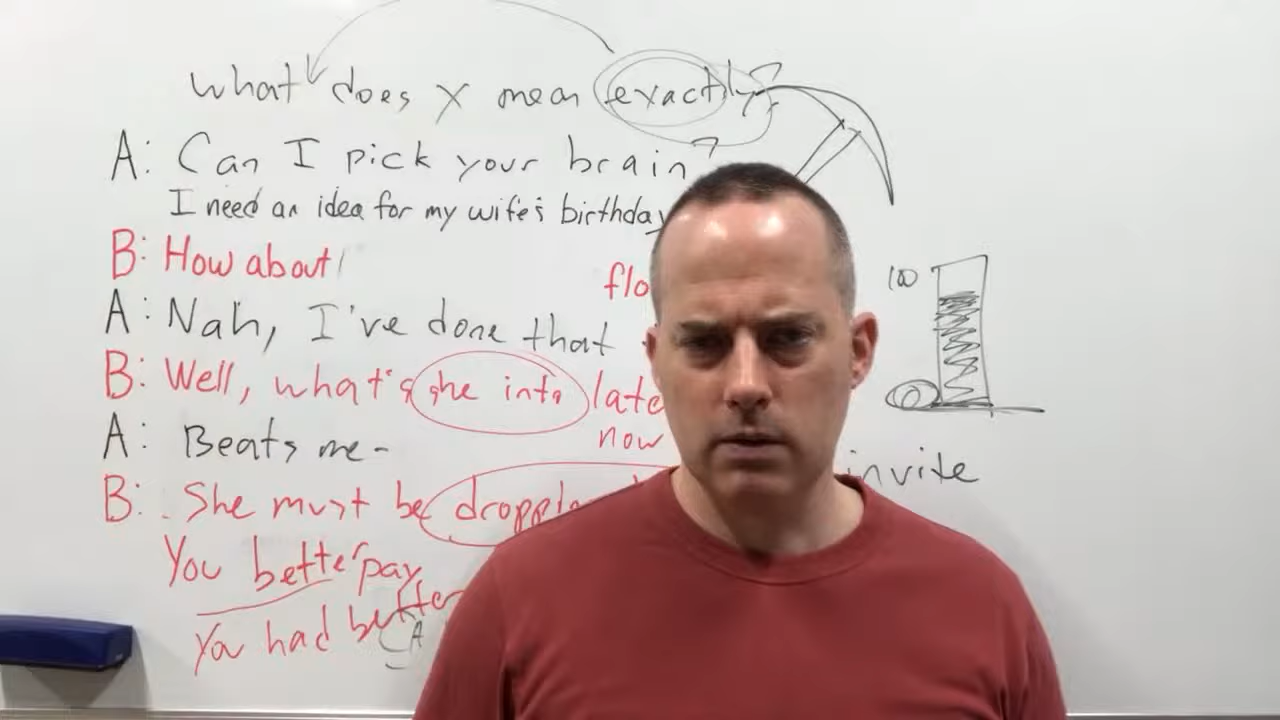 what does x mean exactly?
A: Can I pick your brain?
I need an idea for my wife's birthday
B: How about
A: Nah, I've done that
B: Well, what's she into
now
A: Beats me-
invite
B: She must be
You better pay
You had better
A
100